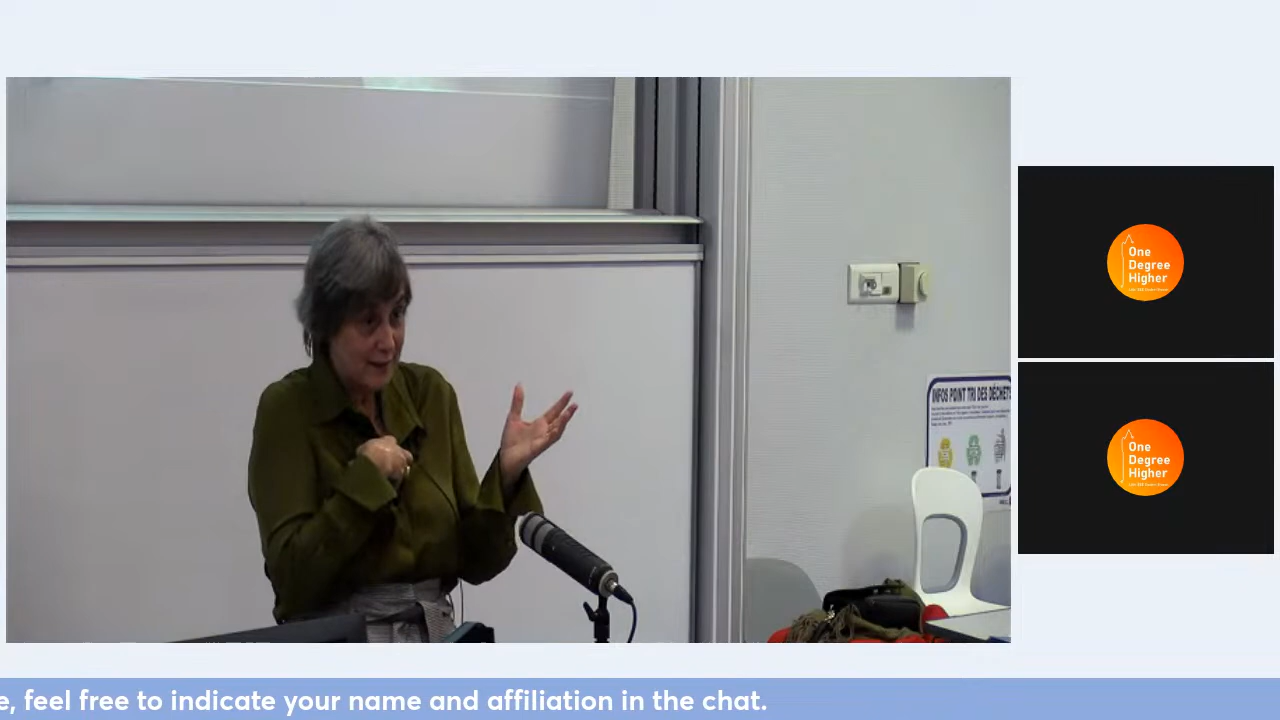 INFOS POINT TRI DES DÉCHETS
One
Degree
Higher
One
Degree
Higher
e, feel free to indicate your name and affiliation in the chat.